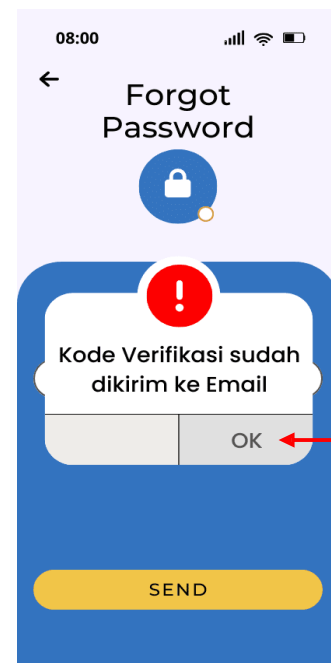 08:00
Forgot
Password
!
Kode Verifikasi sudah
dikirim ke Email
OK
SEND